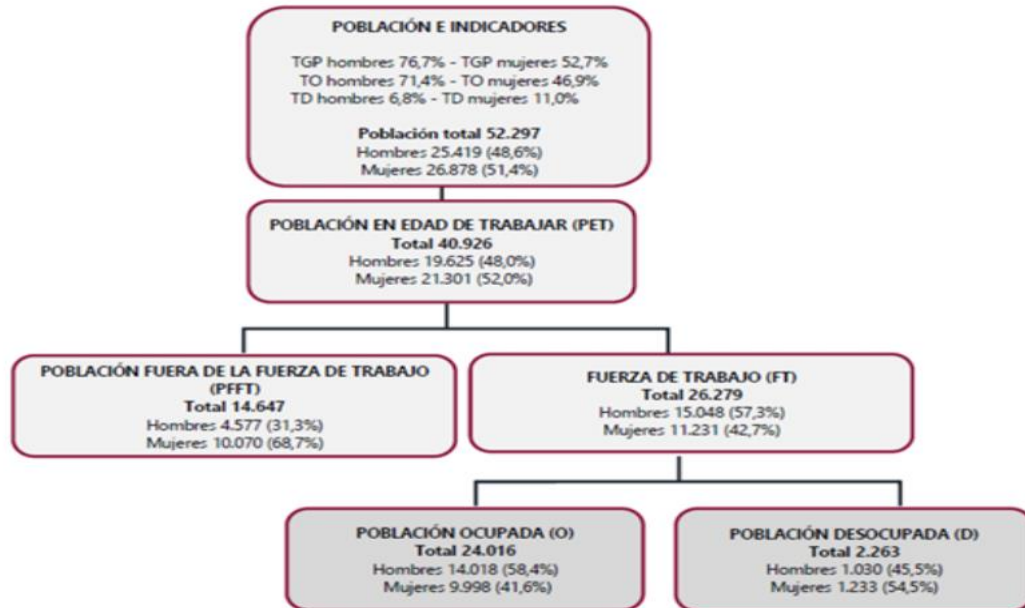 POBLACIÓN E INDICADORES
TGP hombres 76,7% - TGP mujeres 52,7%
TO hombres 71,4% - TO mujeres 46,9%
TD hombres 6,8% - TD mujeres 11,0%
Población total 52.297
Hombres 25.419 (48,6%)
Mujeres 26.878 (51,4%)
POBLACIÓN EN EDAD DE TRABAJAR (PET)
Total 40.926
Hombres 19.625 (48,0%)
Mujeres 21.301 (52,0%)
POBLACIÓN FUERA DE LA FUERZA DE TRABAJO
(PFFT)
Total 14.647
Hombres 4.577 (31,3%)
Mujeres 10.070 (68,7%)
FUERZA DE TRABAJO (FT)
Total 26.279
Hombres 15.048 (57,3%)
Mujeres 11.231 (42,7%)
POBLACIÓN OCUPADA (O)
Total 24.016
Hombres 14.018 (58,4%)
Mujeres 9.998 (41,6%)
POBLACIÓN DESOCUPADA (D)
Total 2.263
Hombres 1.030 (45,5%)
Mujeres 1.233 (54,5%)